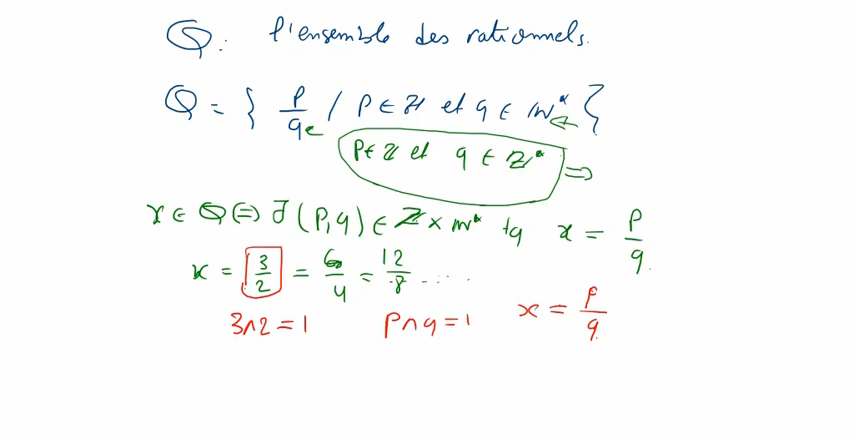 ℚ : l'ensemble des rationnels.
ℚ = { p/q / p ∈ ℤ et q ∈ ℕ* }
p ∈ ℤ et q ∈ ℤ* ⇒
x ∈ ℚ ⇔ ∃ (p, q) ∈ ℤ × ℕ* tq x = p/q
x = 3/2 = 6/4 = 12/8 .....
3∧2 = 1 p∧q = 1 x = p/q